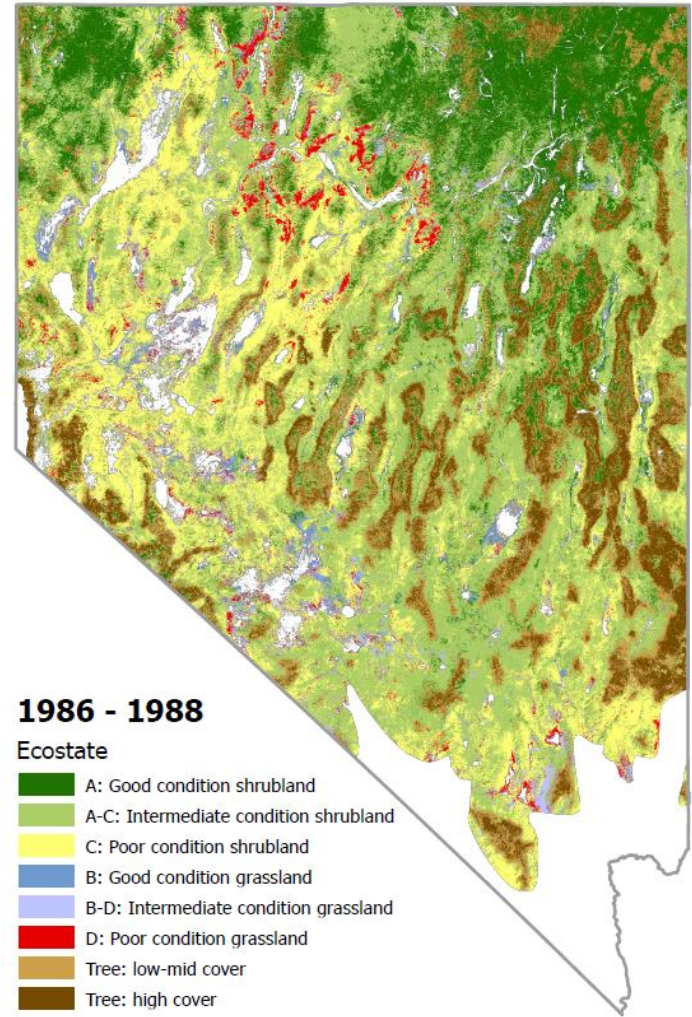 1986 - 1988
Ecostate
A: Good condition shrubland
A-C: Intermediate condition shrubland
C: Poor condition shrubland
B: Good condition grassland
B-D: Intermediate condition grassland
D: Poor condition grassland
Tree: low-mid cover
Tree: high cover